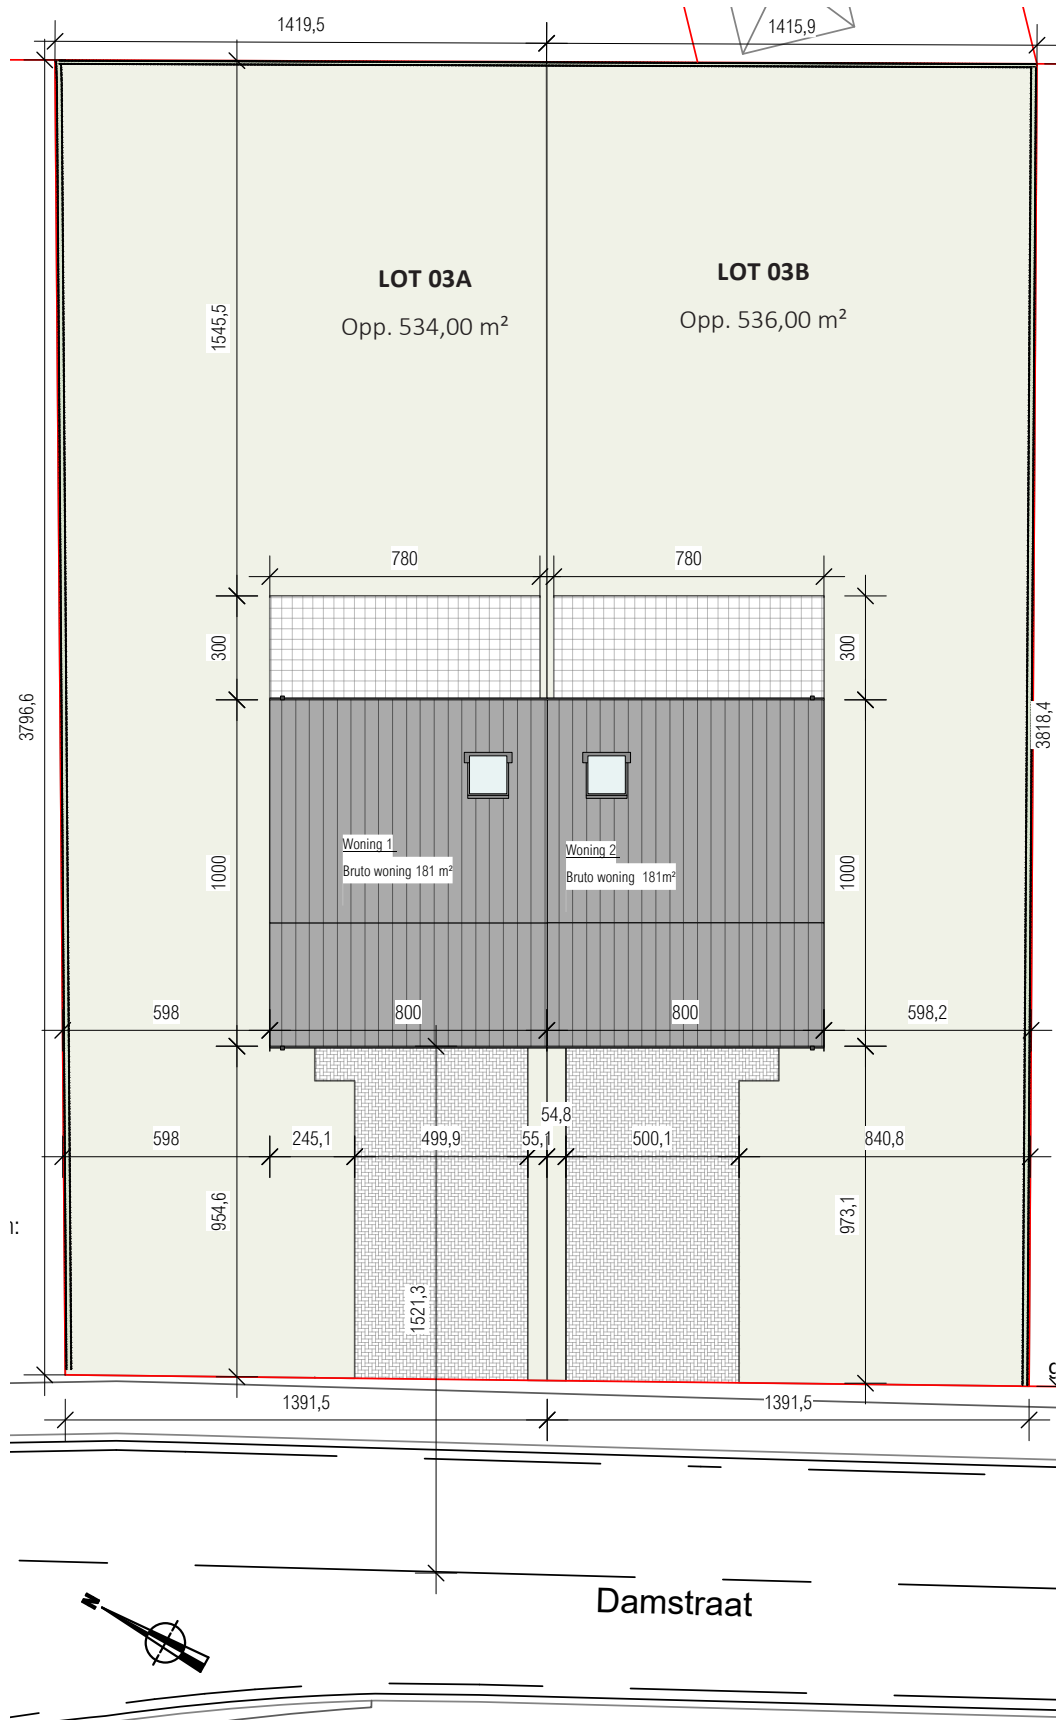 1419,5
1415,9
LOT 03A
Opp. 534,00 m²
LOT 03B
Opp. 536,00 m²
1545,5
780
780
300
300
3796,6
3818,4
Woning 1
Bruto woning 181 m²
Woning 2
Bruto woning 181m²
1000
1000
598
800
800
598,2
54,8
598
245,1
499,9
55,1
500,1
840,8
954,6
973,1
1521,3
1391,5
1391,5
Damstraat
N